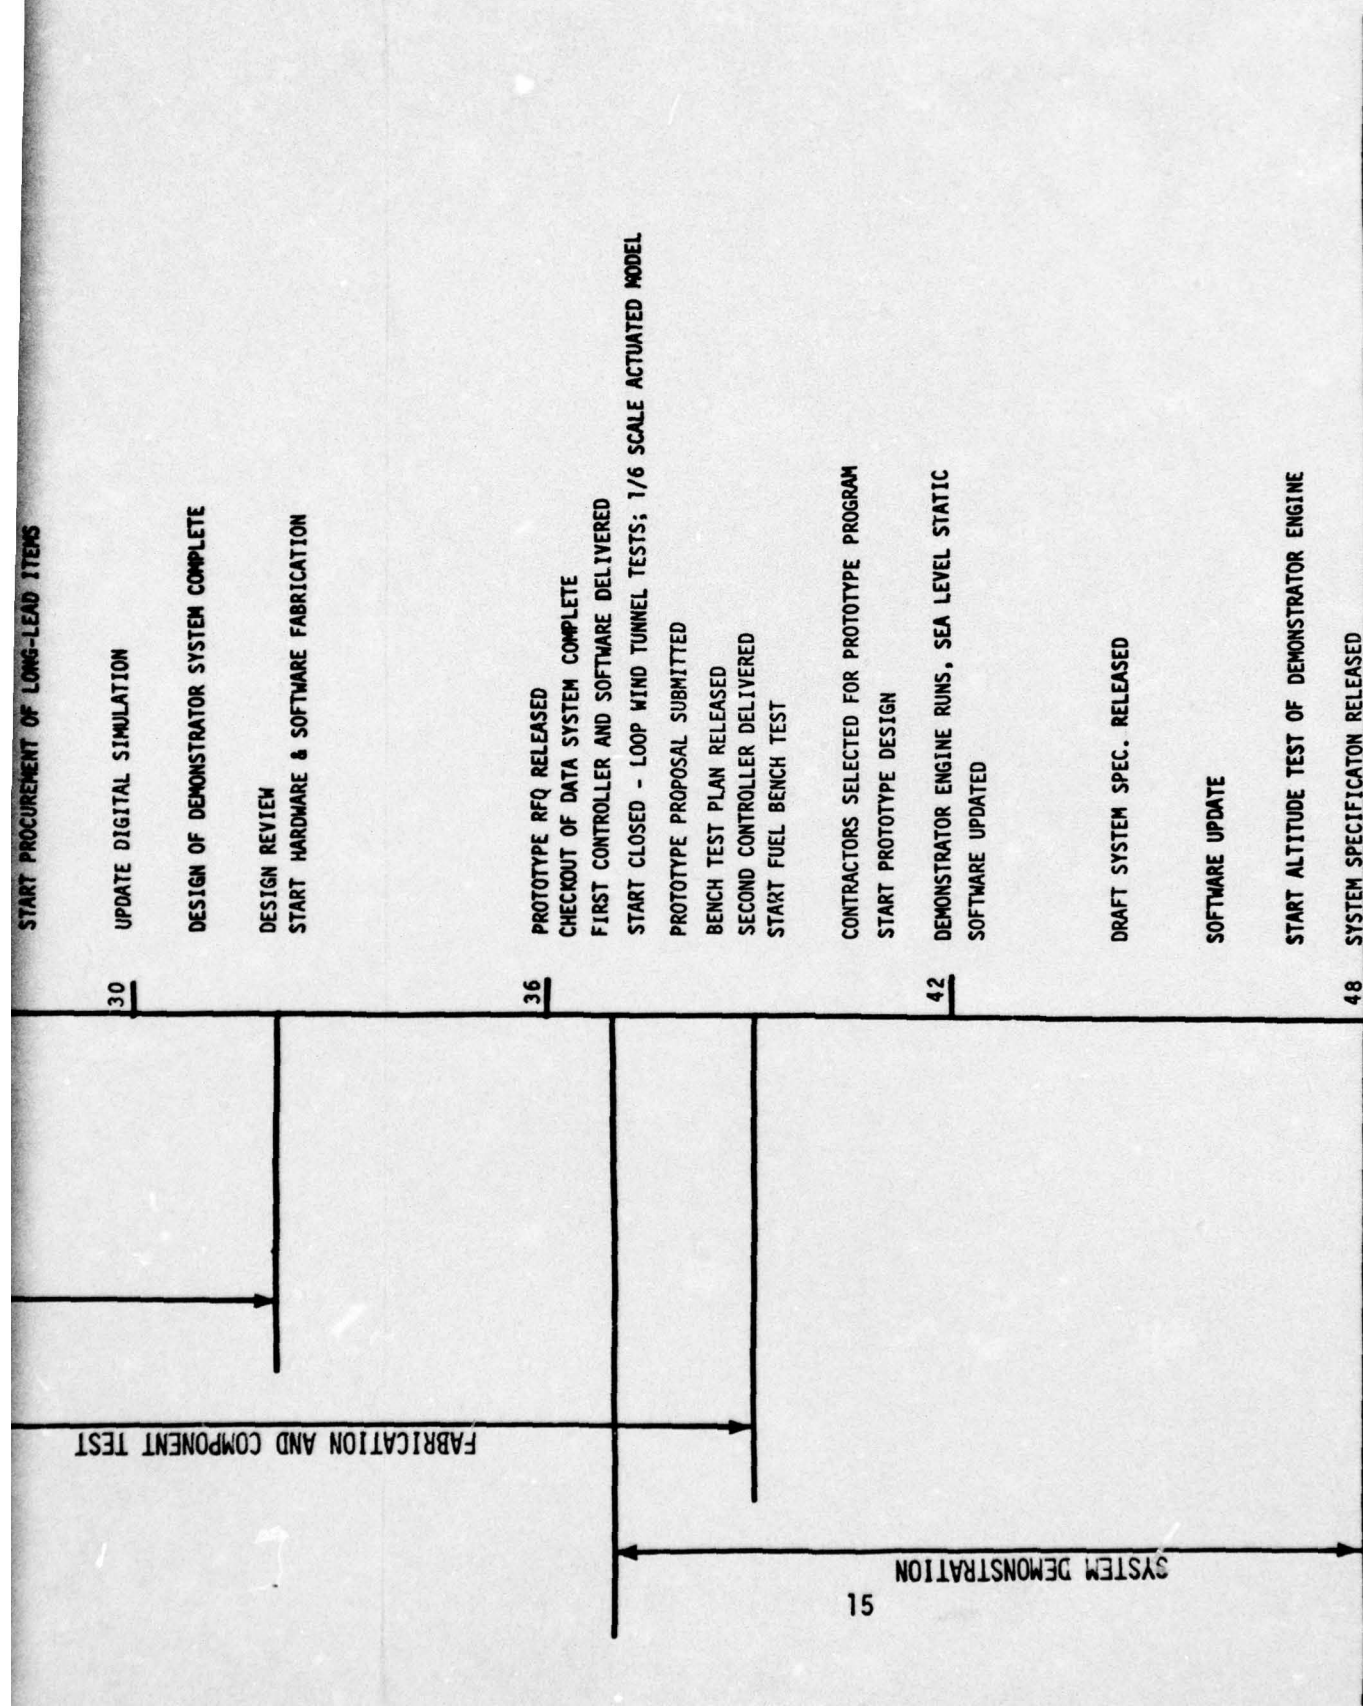 START PROCUREMENT OF LONG-LEAD ITEMS
30
UPDATE DIGITAL SIMULATION
DESIGN OF DEMONSTRATOR SYSTEM COMPLETE
DESIGN REVIEW
START HARDWARE & SOFTWARE FABRICATION
36
PROTOTYPE RFQ RELEASED
CHECKOUT OF DATA SYSTEM COMPLETE
FIRST CONTROLLER AND SOFTWARE DELIVERED
START CLOSED - LOOP WIND TUNNEL TESTS; 1/6 SCALE ACTUATED MODEL
PROTOTYPE PROPOSAL SUBMITTED
BENCH TEST PLAN RELEASED
SECOND CONTROLLER DELIVERED
START FUEL BENCH TEST
CONTRACTORS SELECTED FOR PROTOTYPE PROGRAM
START PROTOTYPE DESIGN
42
DEMONSTRATOR ENGINE RUNS, SEA LEVEL STATIC
SOFTWARE UPDATED
DRAFT SYSTEM SPEC. RELEASED
SOFTWARE UPDATE
START ALTITUDE TEST OF DEMONSTRATOR ENGINE
48
SYSTEM SPECIFICATON RELEASED
FABRICATION AND COMPONENT TEST
SYSTEM DEMONSTRATION
15